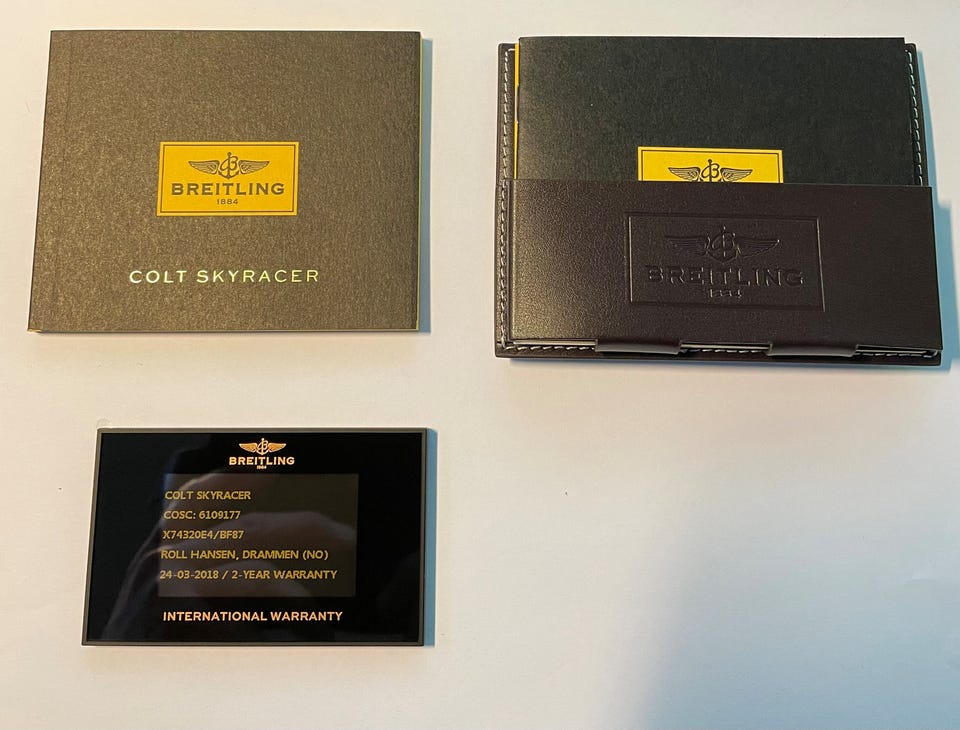 BREITLING
1884
COLT SKYRACER
BREITLING
1884
BREITLING
1884
COLT SKYRACER
COSC: 6109177
X74320E4/BF87
ROLL HANSEN, DRAMMEN (NO)
24-03-2018 / 2-YEAR WARRANTY
INTERNATIONAL WARRANTY